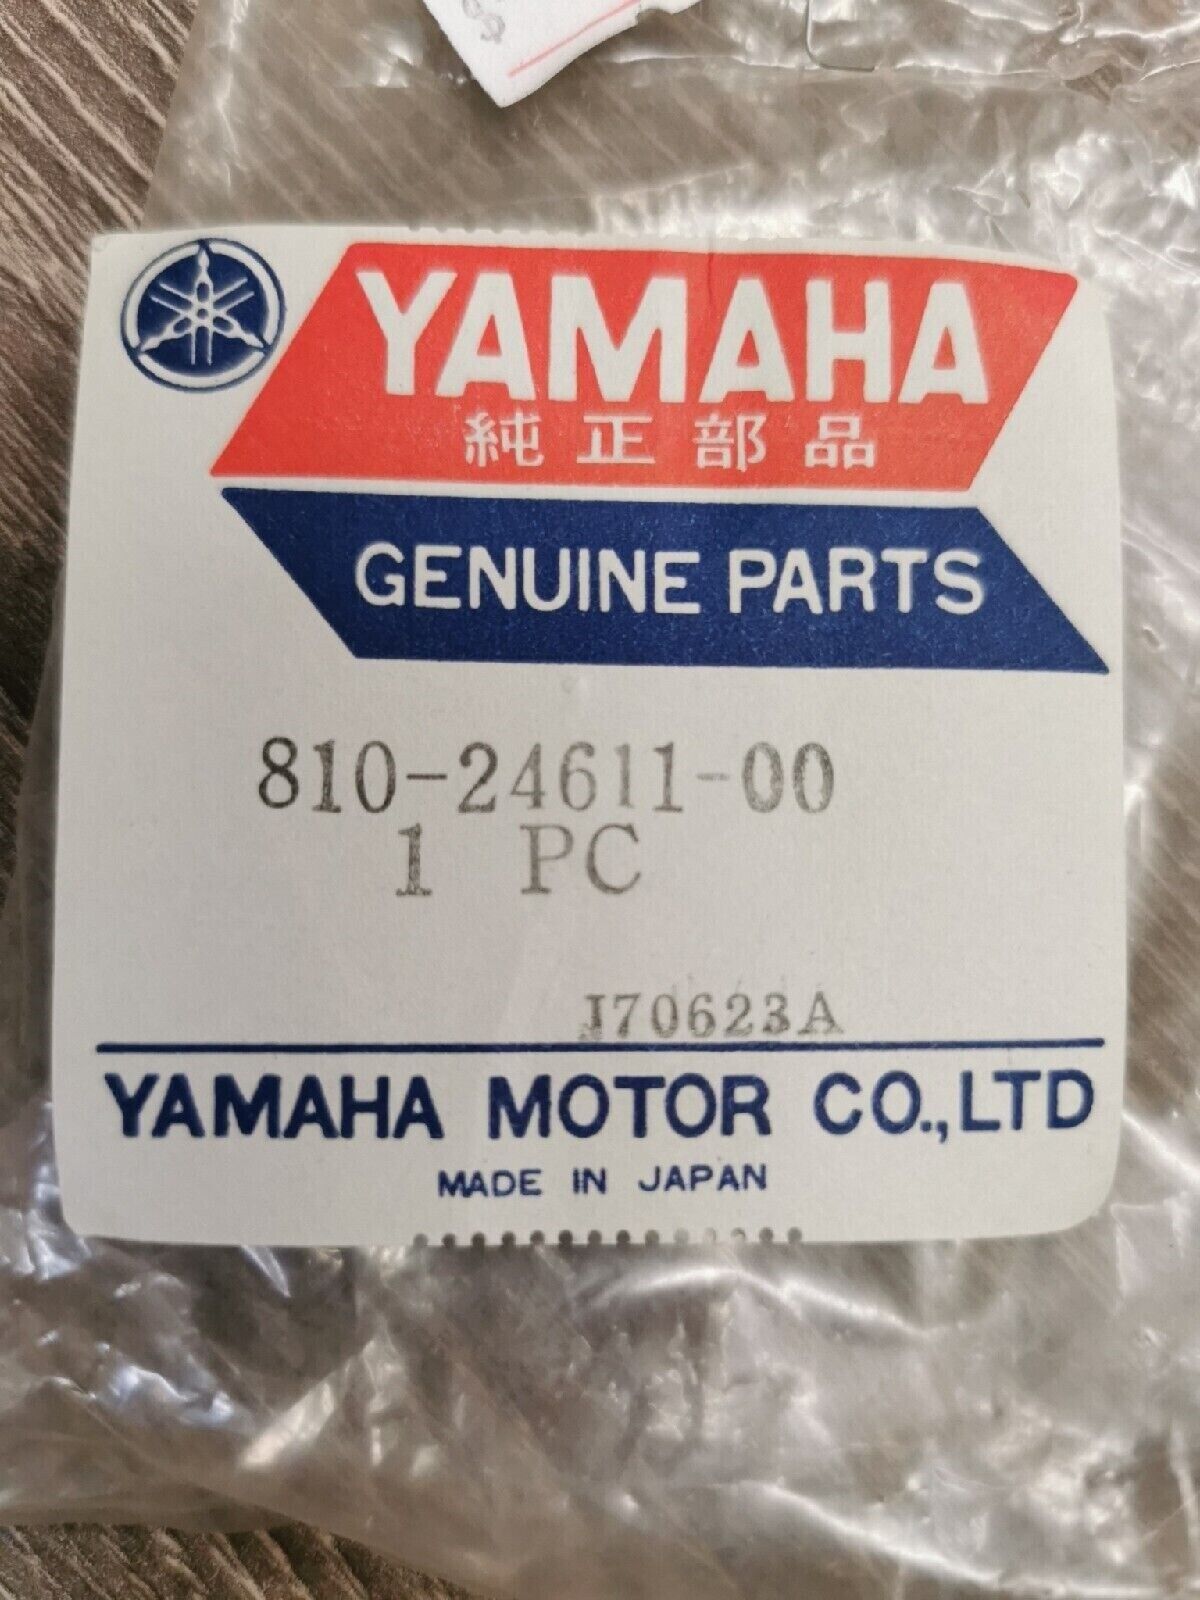 YAMAHA
純正部品
GENUINE PARTS
810-24611-00
1 PC
J70623A
YAMAHA MOTOR CO.,LTD
MADE IN JAPAN